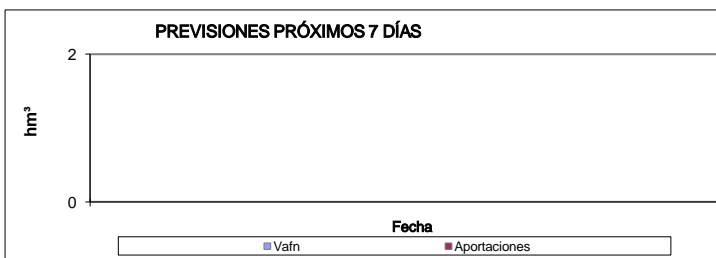 PREVISIONES PRÓXIMOS 7 DÍAS
2
hm³
0
Fecha
Vafn Aportaciones